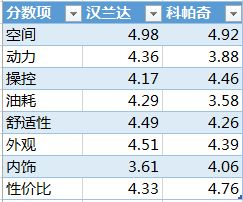 分数项 汉兰达 科帕奇
空间 4.98 4.92
动力 4.36 3.88
操控 4.17 4.46
油耗 4.29 3.58
舒适性 4.49 4.26
外观 4.51 4.39
内饰 3.61 4.06
性价比 4.33 4.76